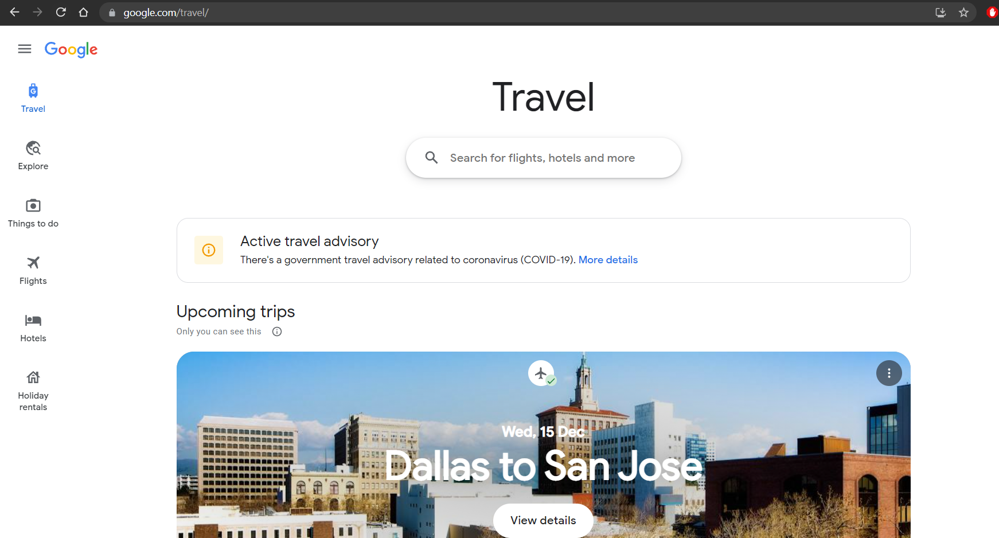 google.com/travel/
Google
Travel
Explore
Things to do
Flights
Hotels
Holiday
rentals
Travel
Search for flights, hotels and more
Active travel advisory
There's a government travel advisory related to coronavirus (COVID-19). More details
Upcoming trips
Only you can see this
Wed, 15 Dec
Dallas to San Jose
View details